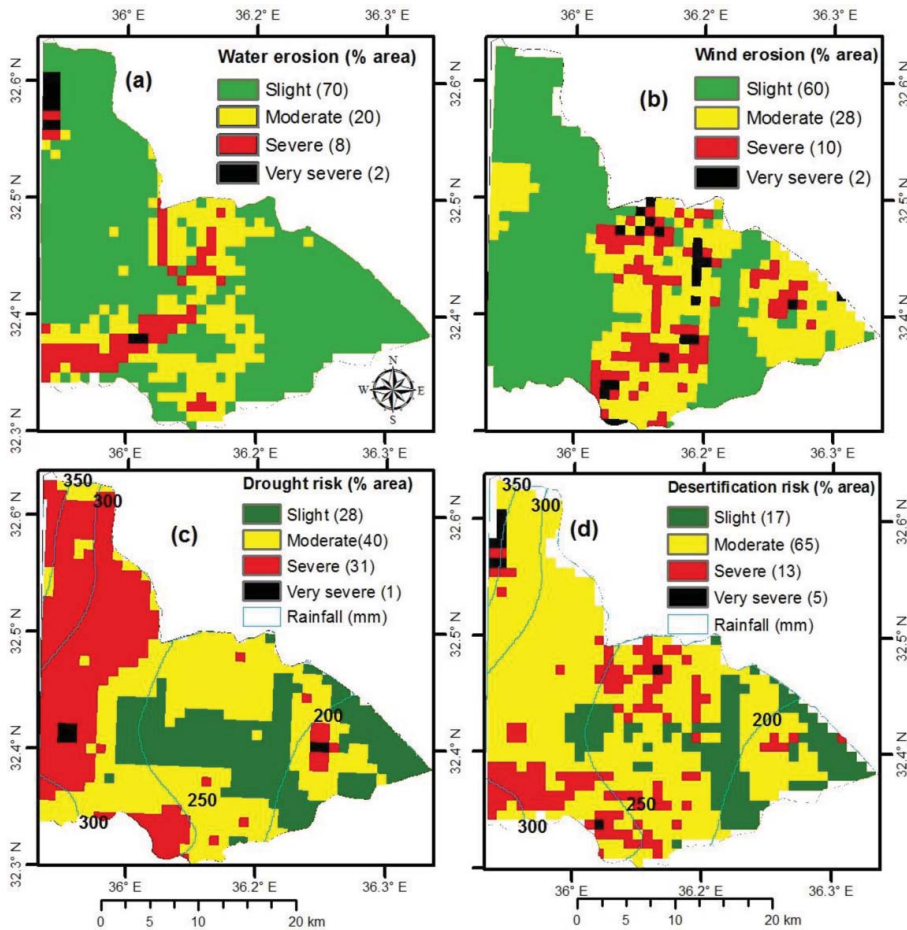 36° E 36.2° E 36.3° E 36° E 36.2° E 36.3° E
Water erosion (% area)
(a)
Slight (70)
Moderate (20)
Severe (8)
Very severe (2)
N
W E
S
32.6° N
32.5° N
32.4° N
32.3° N
Wind erosion (% area)
(b)
Slight (60)
Moderate (28)
Severe (10)
Very severe (2)
32.6° N
32.5° N
32.4° N
36° E 36.2° E 36.3° E 36° E 36.2° E 36.3° E
350
300
Drought risk (% area)
(c)
Slight (28)
Moderate(40)
Severe (31)
Very severe (1)
Rainfall (mm)
200
250
300
32.6° N
32.5° N
32.4° N
32.3° N
350
300
Desertification risk (% area)
(d)
Slight (17)
Moderate (65)
Severe (13)
Very severe (5)
Rainfall (mm)
200
250
300
32.6° N
32.5° N
32.4° N
36° E 36.2° E 36.3° E 36° E 36.2° E 36.3° E
0 5 10 20 km
0 5 10 20 km